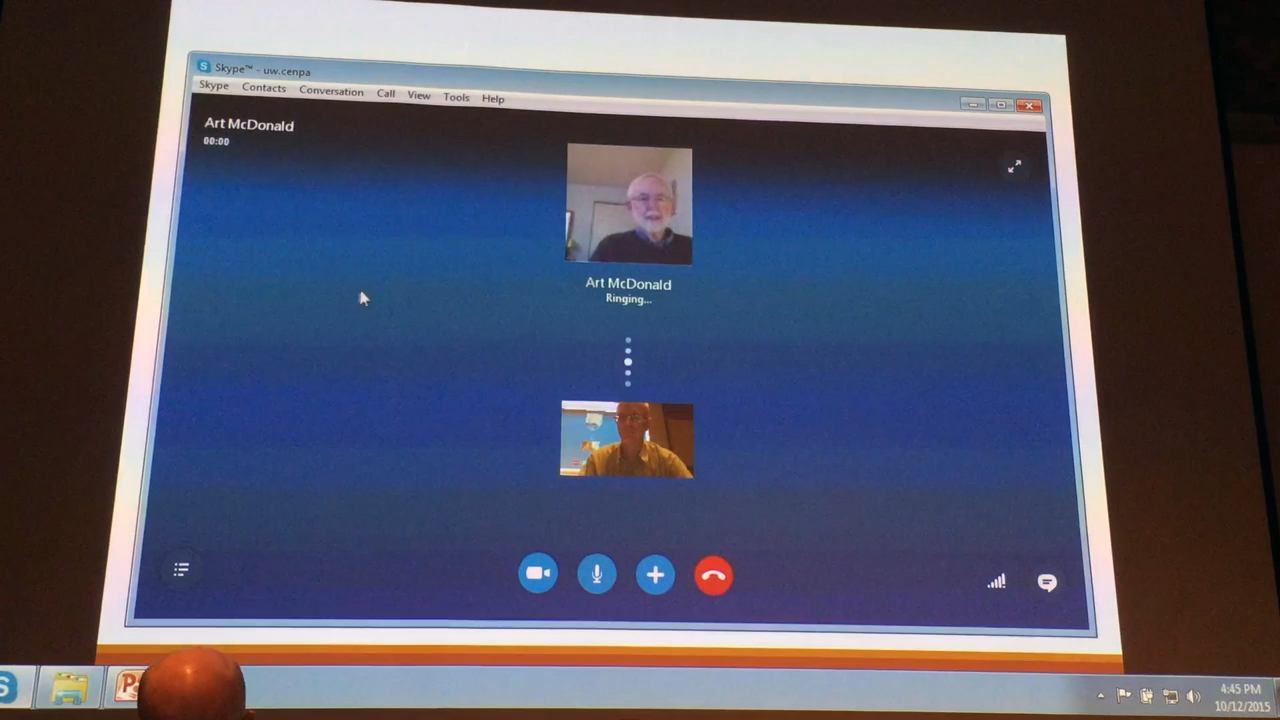 Skype™ - uw.cenpa
Skype Contacts Conversation Call View Tools Help
Art McDonald
00:00
Art McDonald
Ringing...
4:45 PM
10/12/2015